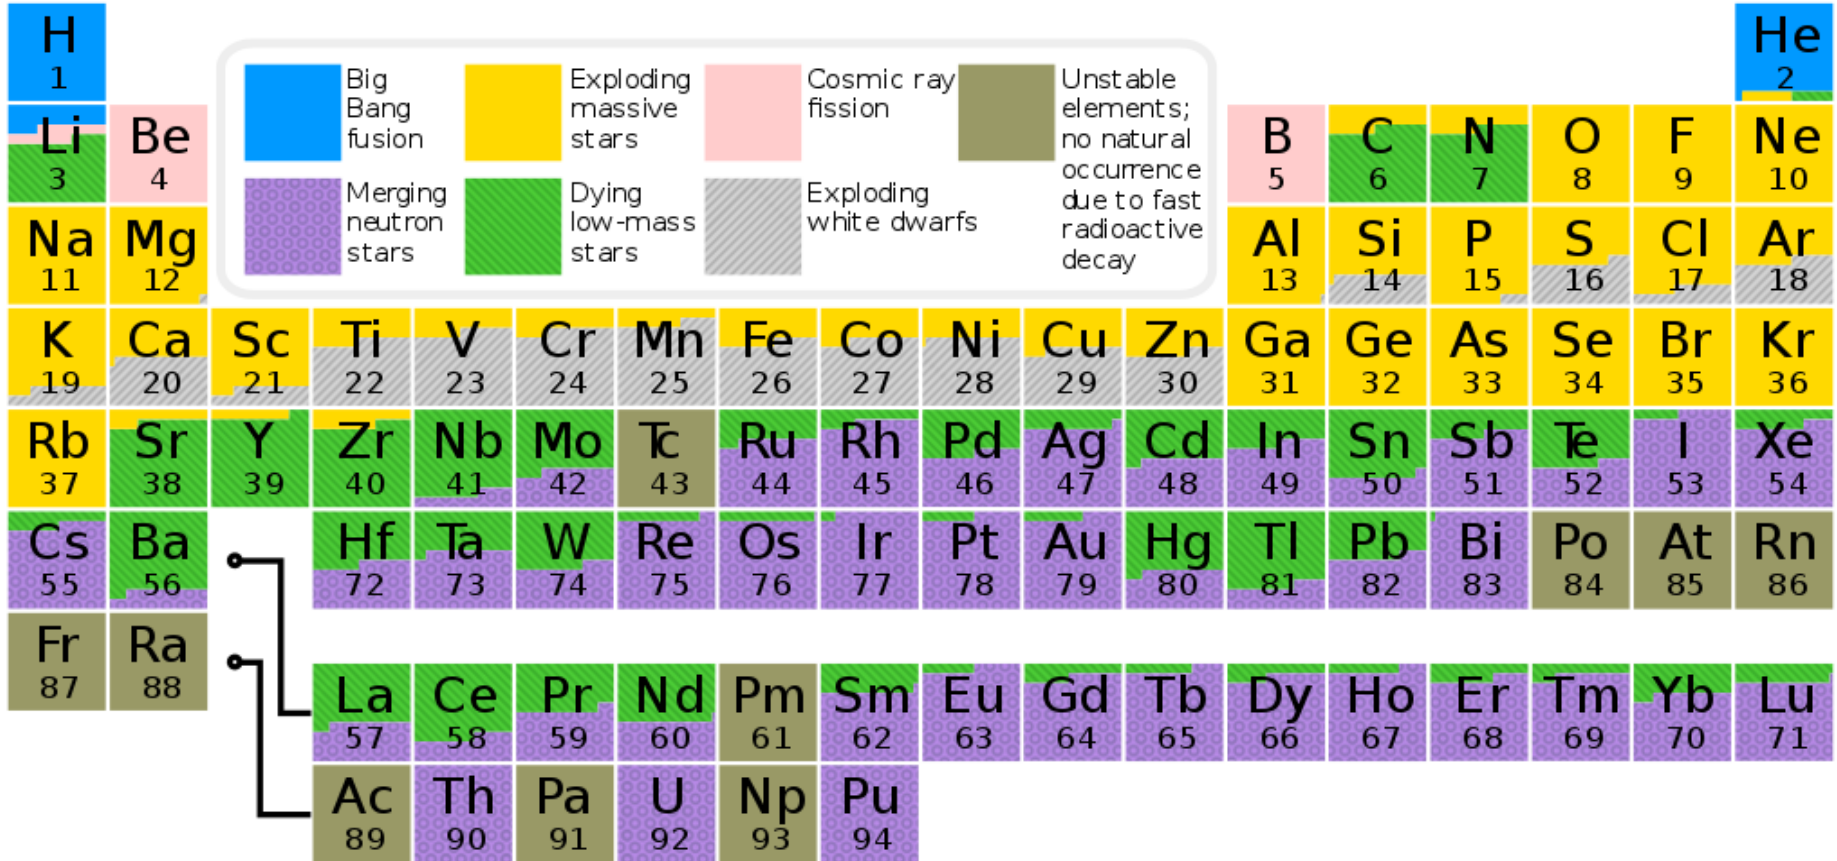 H He
1 2
Big Bang fusion
Exploding massive stars
Cosmic ray fission
Unstable elements; no natural occurrence due to fast radioactive decay
Merging neutron stars
Dying low-mass stars
Exploding white dwarfs
Li Be B C N O F Ne
3 4 5 6 7 8 9 10
Na Mg Al Si P S Cl Ar
11 12 13 14 15 16 17 18
K Ca Sc Ti V Cr Mn Fe Co Ni Cu Zn Ga Ge As Se Br Kr
19 20 21 22 23 24 25 26 27 28 29 30 31 32 33 34 35 36
Rb Sr Y Zr Nb Mo Tc Ru Rh Pd Ag Cd In Sn Sb Te I Xe
37 38 39 40 41 42 43 44 45 46 47 48 49 50 51 52 53 54
Cs Ba Hf Ta W Re Os Ir Pt Au Hg Tl Pb Bi Po At Rn
55 56 72 73 74 75 76 77 78 79 80 81 82 83 84 85 86
Fr Ra
87 88
La Ce Pr Nd Pm Sm Eu Gd Tb Dy Ho Er Tm Yb Lu
57 58 59 60 61 62 63 64 65 66 67 68 69 70 71
Ac Th Pa U Np Pu
89 90 91 92 93 94